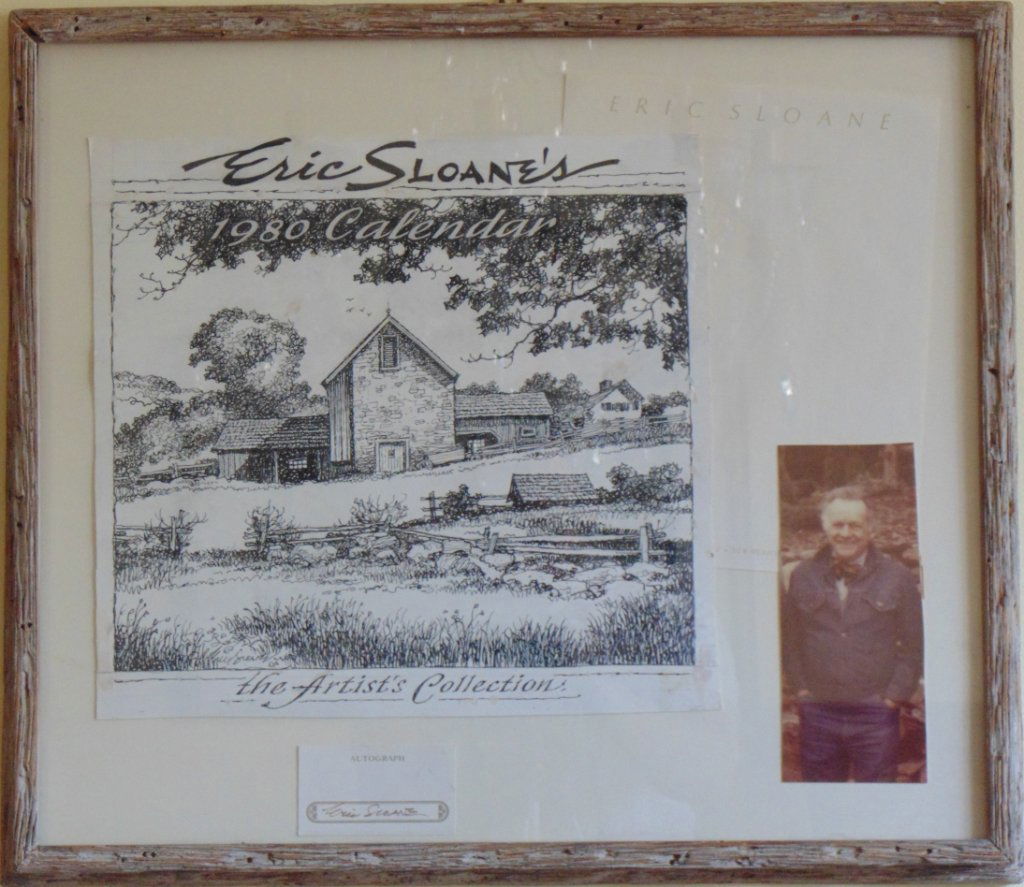 ERIC SLOANE
Eric SLOANE'S
1980 Calendar
the Artist's Collection
AUTOGRAPH
Eric Sloane